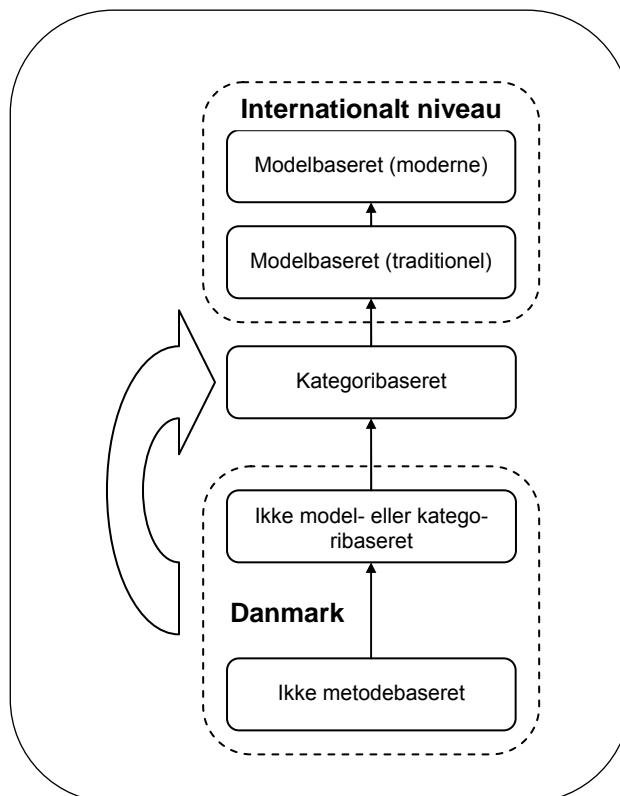 Internationalt niveau
Modelbaseret (moderne)
Modelbaseret (traditionel)
Kategoribaseret
Ikke model- eller katego-
ribaseret
Danmark
Ikke metodebaseret